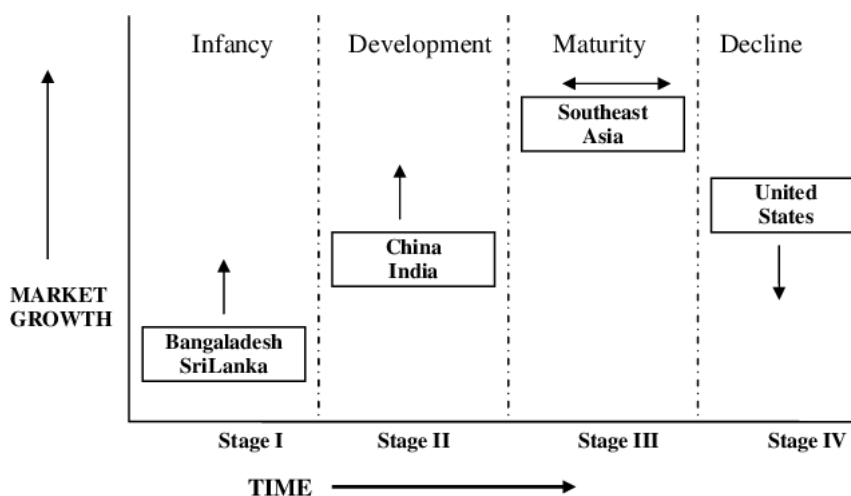 Infancy
Development
Maturity
Decline
Southeast
Asia
United
States
China
India
MARKET
GROWTH
Bangaladesh
SriLanka
Stage I
Stage II
Stage III
Stage IV
TIME